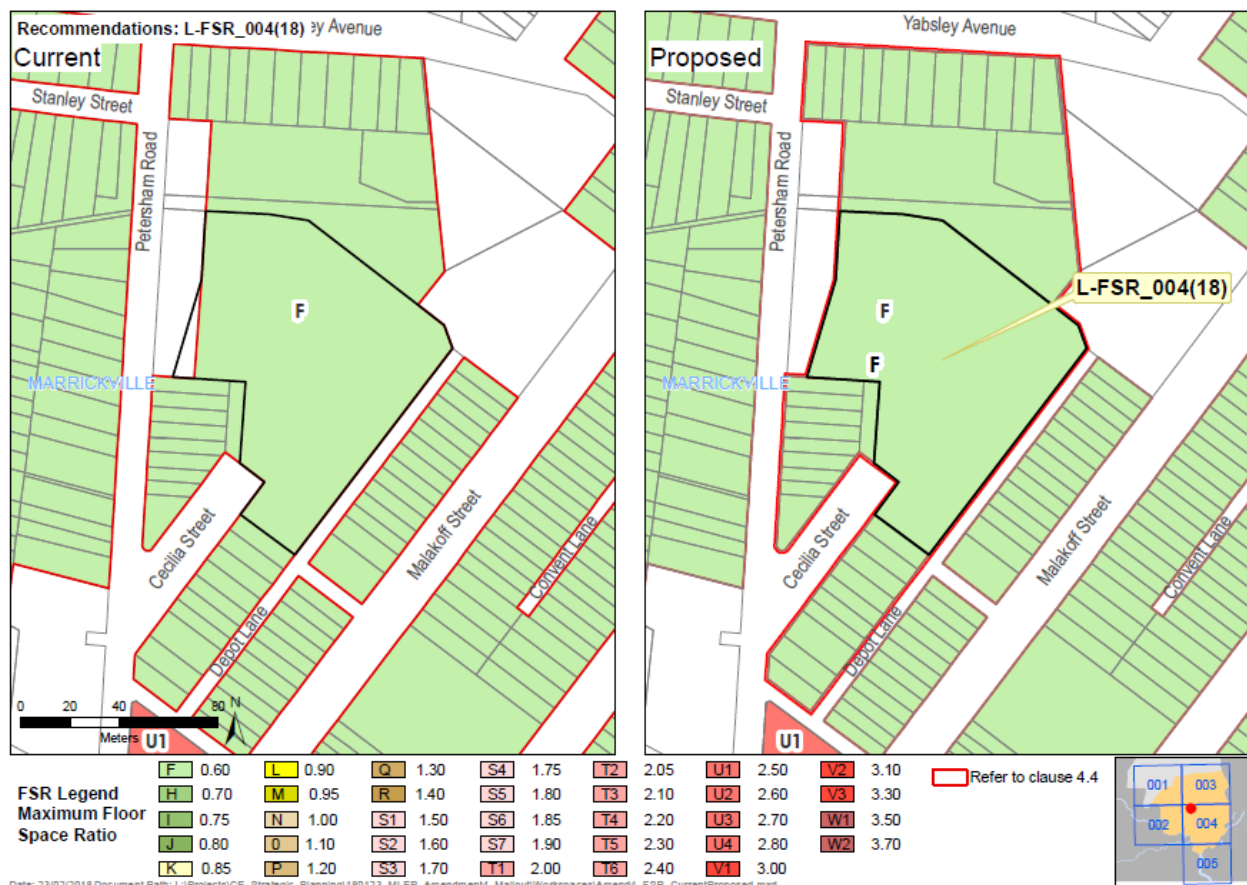 Recommendations: L-FSR_004(18) ey Avenue
Current
Stanley Street
Petersham Road
F
MARRICKVILLE
Cecilia Street
Malakoff Street
Convent Lane
Depot Lane
0 20 40 80
Meters
N
U1
Yabsley Avenue
Proposed
Stanley Street
Petersham Road
L-FSR_004(18)
F
F
MARRICKVILLE
Cecilia Street
Malakoff Street
Convent Lane
Depot Lane
U1
FSR Legend
Maximum Floor
Space Ratio
F 0.60
H 0.70
I 0.75
J 0.80
K 0.85
L 0.90
M 0.95
N 1.00
0 1.10
P 1.20
Q 1.30
R 1.40
S1 1.50
S2 1.60
S3 1.70
S4 1.75
S5 1.80
S6 1.85
S7 1.90
T1 2.00
T2 2.05
T3 2.10
T4 2.20
T5 2.30
T6 2.40
U1 2.50
U2 2.60
U3 2.70
U4 2.80
V1 3.00
V2 3.10
V3 3.30
W1 3.50
W2 3.70
Refer to clause 4.4
001 003
002 004
005
Date: 23/02/2018 Document Path: